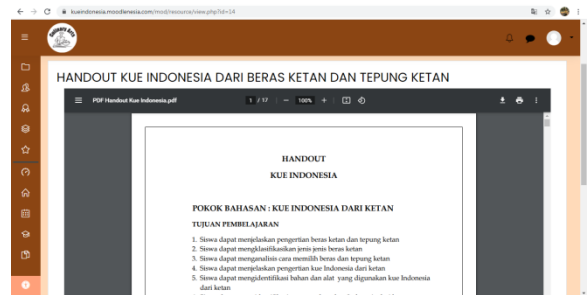 kueindonesia.moodlenesia.com/mod/resource/view.php?id=14
Culinary Arts
HANDOUT KUE INDONESIA DARI BERAS KETAN DAN TEPUNG KETAN
PDF Handout Kue Indonesia.pdf
1 / 17
100%
HANDOUT
KUE INDONESIA
POKOK BAHASAN : KUE INDONESIA DARI KETAN
TUJUAN PEMBELAJARAN
1. Siswa dapat menjelaskan pengertian beras ketan dan tepung ketan
2. Siswa dapat mengklasifikasikan jenis jenis beras ketan
3. Siswa dapat menganalisis cara memilih beras dan tepung ketan
4. Siswa dapat menjelaskan pengertian kue Indonesia dari ketan
5. Siswa dapat mengidentifikasi bahan dan alat yang digunakan kue Indonesia
dari ketan